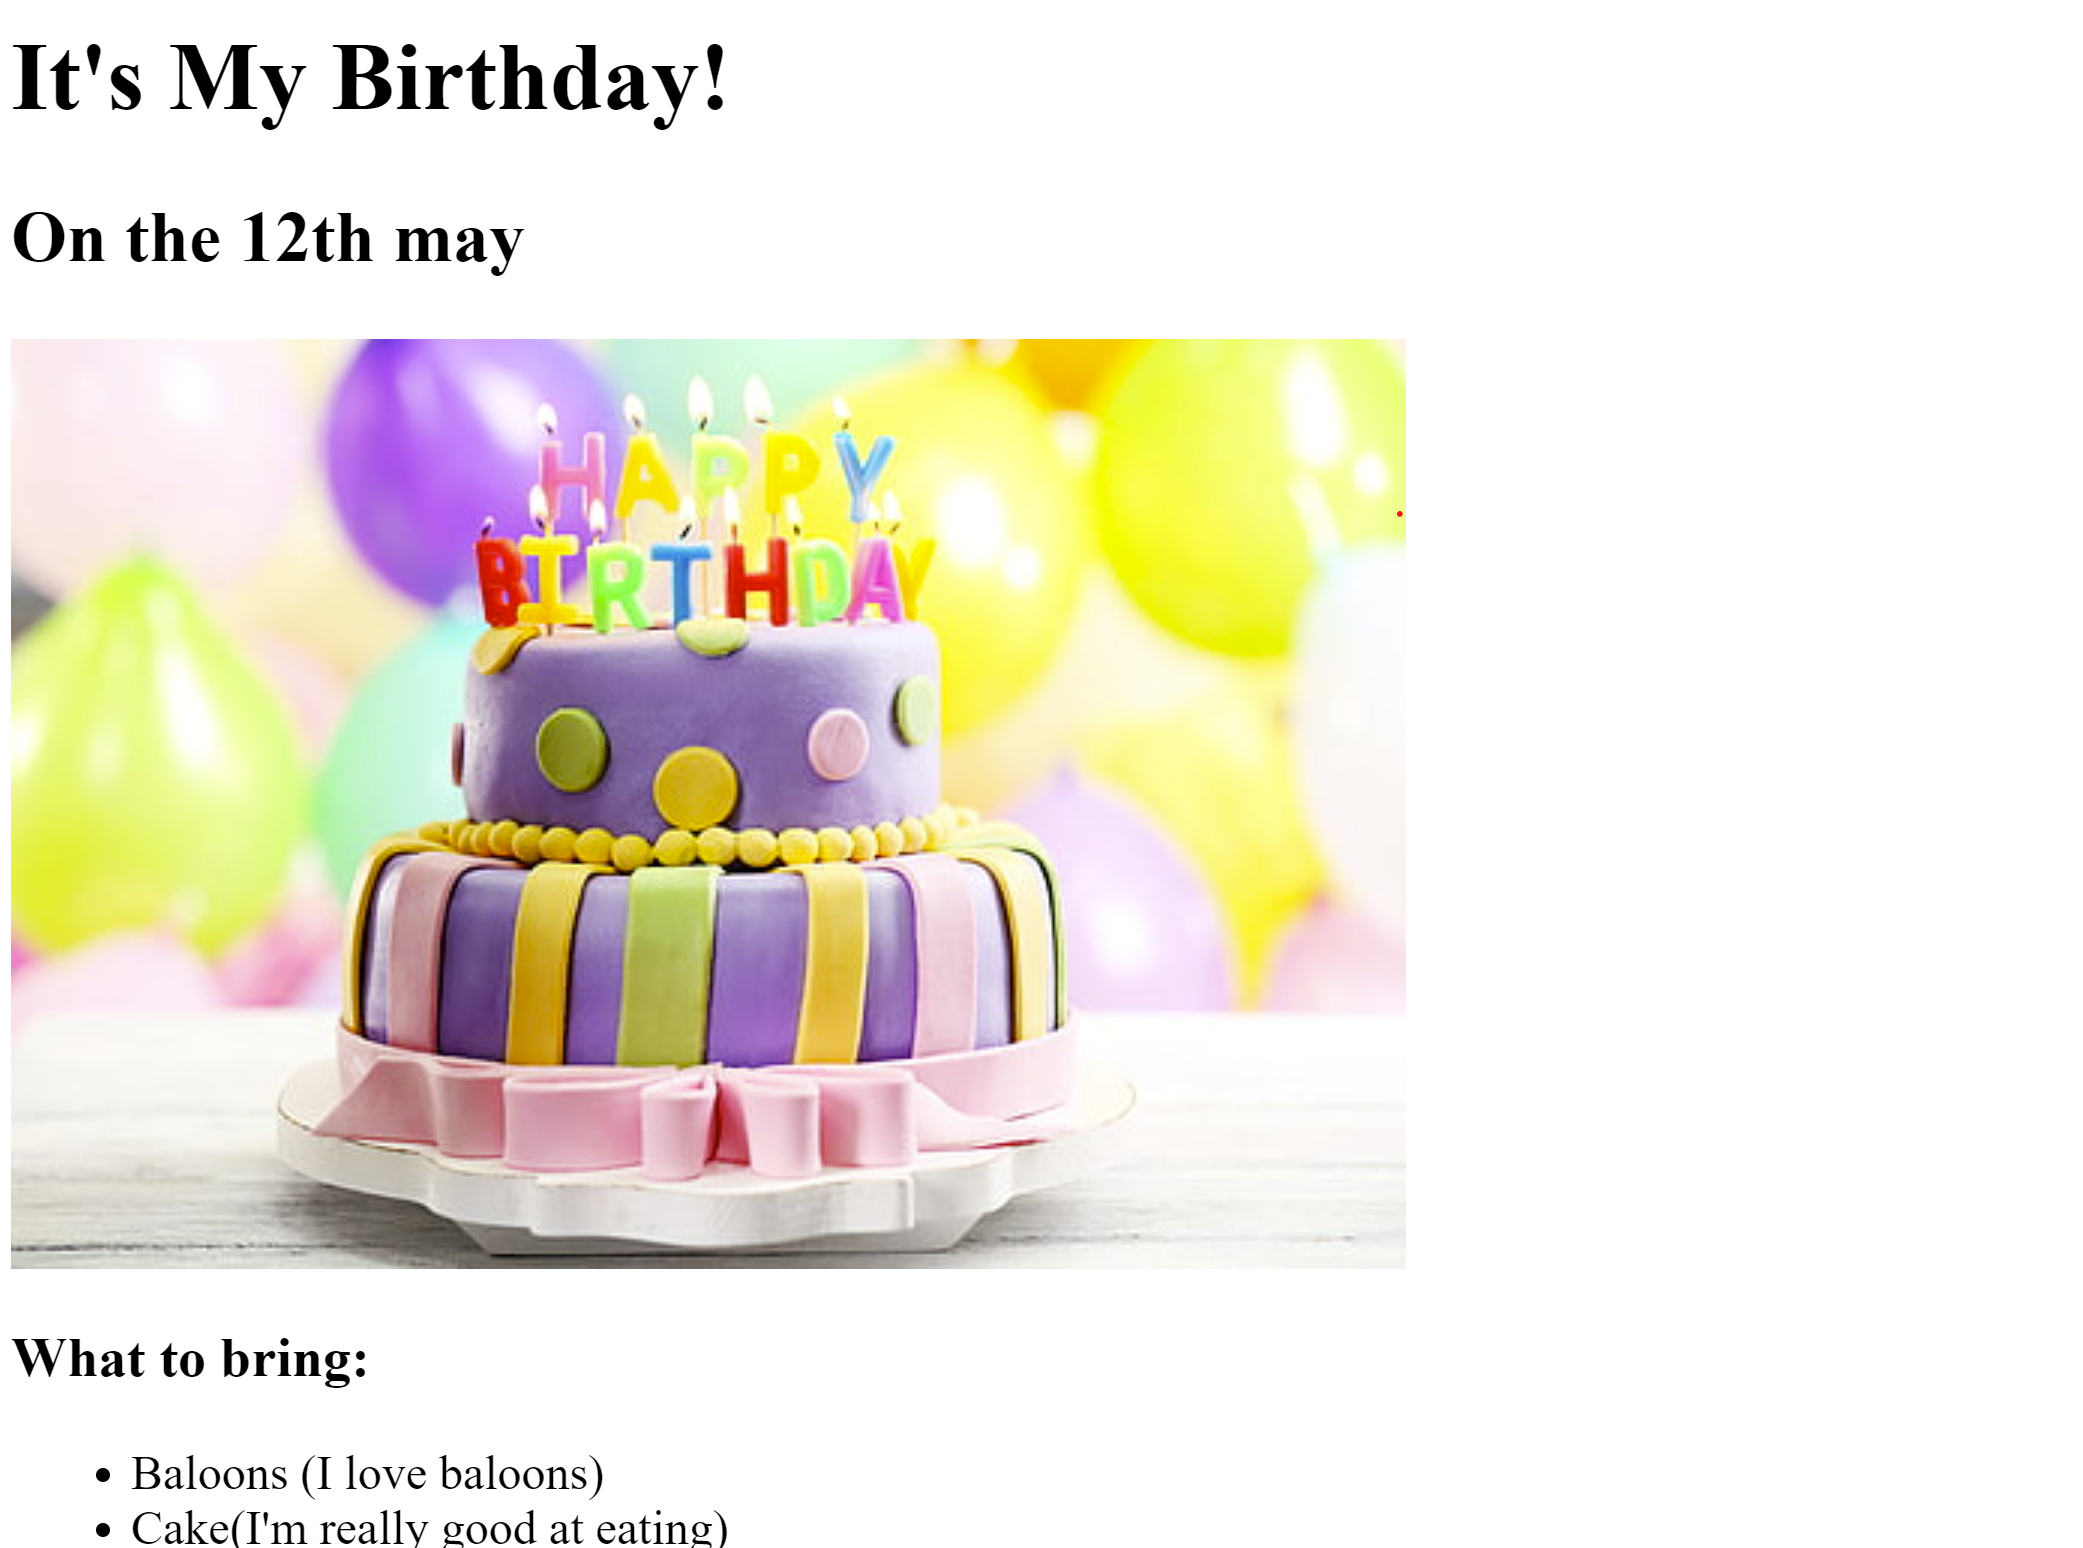 It's My Birthday!
On the 12th may
HAPPY
BIRTHDAY
What to bring:
Baloons (I love baloons)
Cake(I'm really good at eating)